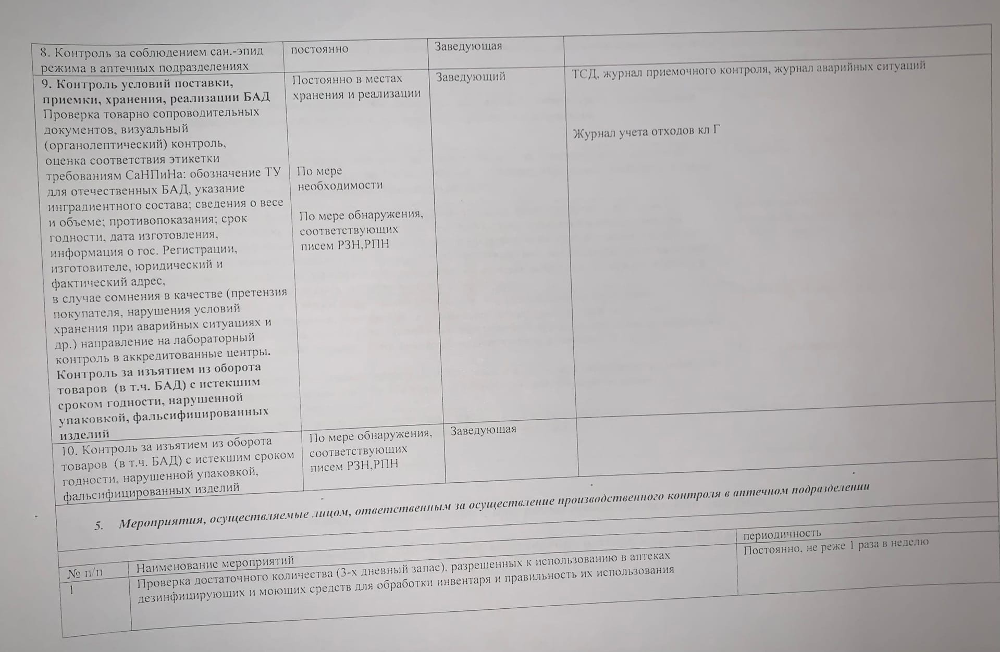 8. Контроль за соблюдением сан.-эпид
режима в аптечных подразделениях
постоянно
Заведующая
9. Контроль условий поставки,
приемки, хранения, реализации БАД
Проверка товарно сопроводительных
документов, визуальный
(органолептический) контроль,
оценка соответствия этикетки
требованиям СаНПиНа: обозначение ТУ
для отечественных БАД, указание
инградиентного состава; сведения о весе
и объеме; противопоказания; срок
годности, дата изготовления,
информация о гос. Регистрации,
изготовителе, юридический и
фактический адрес,
в случае сомнения в качестве (претензия
покупателя, нарушения условий
хранения при аварийных ситуациях и
др.) направление на лабораторный
контроль в аккредитованные центры.
Контроль за изъятием из оборота
товаров (в т.ч. БАД) с истекшим
сроком годности, нарушенной
упаковкой, фальсифицированных
изделий
Постоянно в местах
хранения и реализации
По мере
необходимости
По мере обнаружения,
соответствующих
писем РЗН,РПН
Заведующий
ТСД, журнал приемочного контроля, журнал аварийных ситуаций
Журнал учета отходов кл Г
10. Контроль за изъятием из оборота
товаров (в т.ч. БАД) с истекшим сроком
годности, нарушенной упаковкой,
фальсифицированных изделий
По мере обнаружения,
соответствующих
писем РЗН,РПН
Заведующая
5. Мероприятия, осуществляемые лицом, ответственным за осуществление производственного контроля в аптечном подразделении
№ п/п
Наименование мероприятий
периодичность
1
Проверка достаточного количества (3-х дневный запас), разрешенных к использованию в аптеках
дезинфицирующих и моющих средств для обработки инвентаря и правильность их использования
Постоянно, не реже 1 раза в неделю